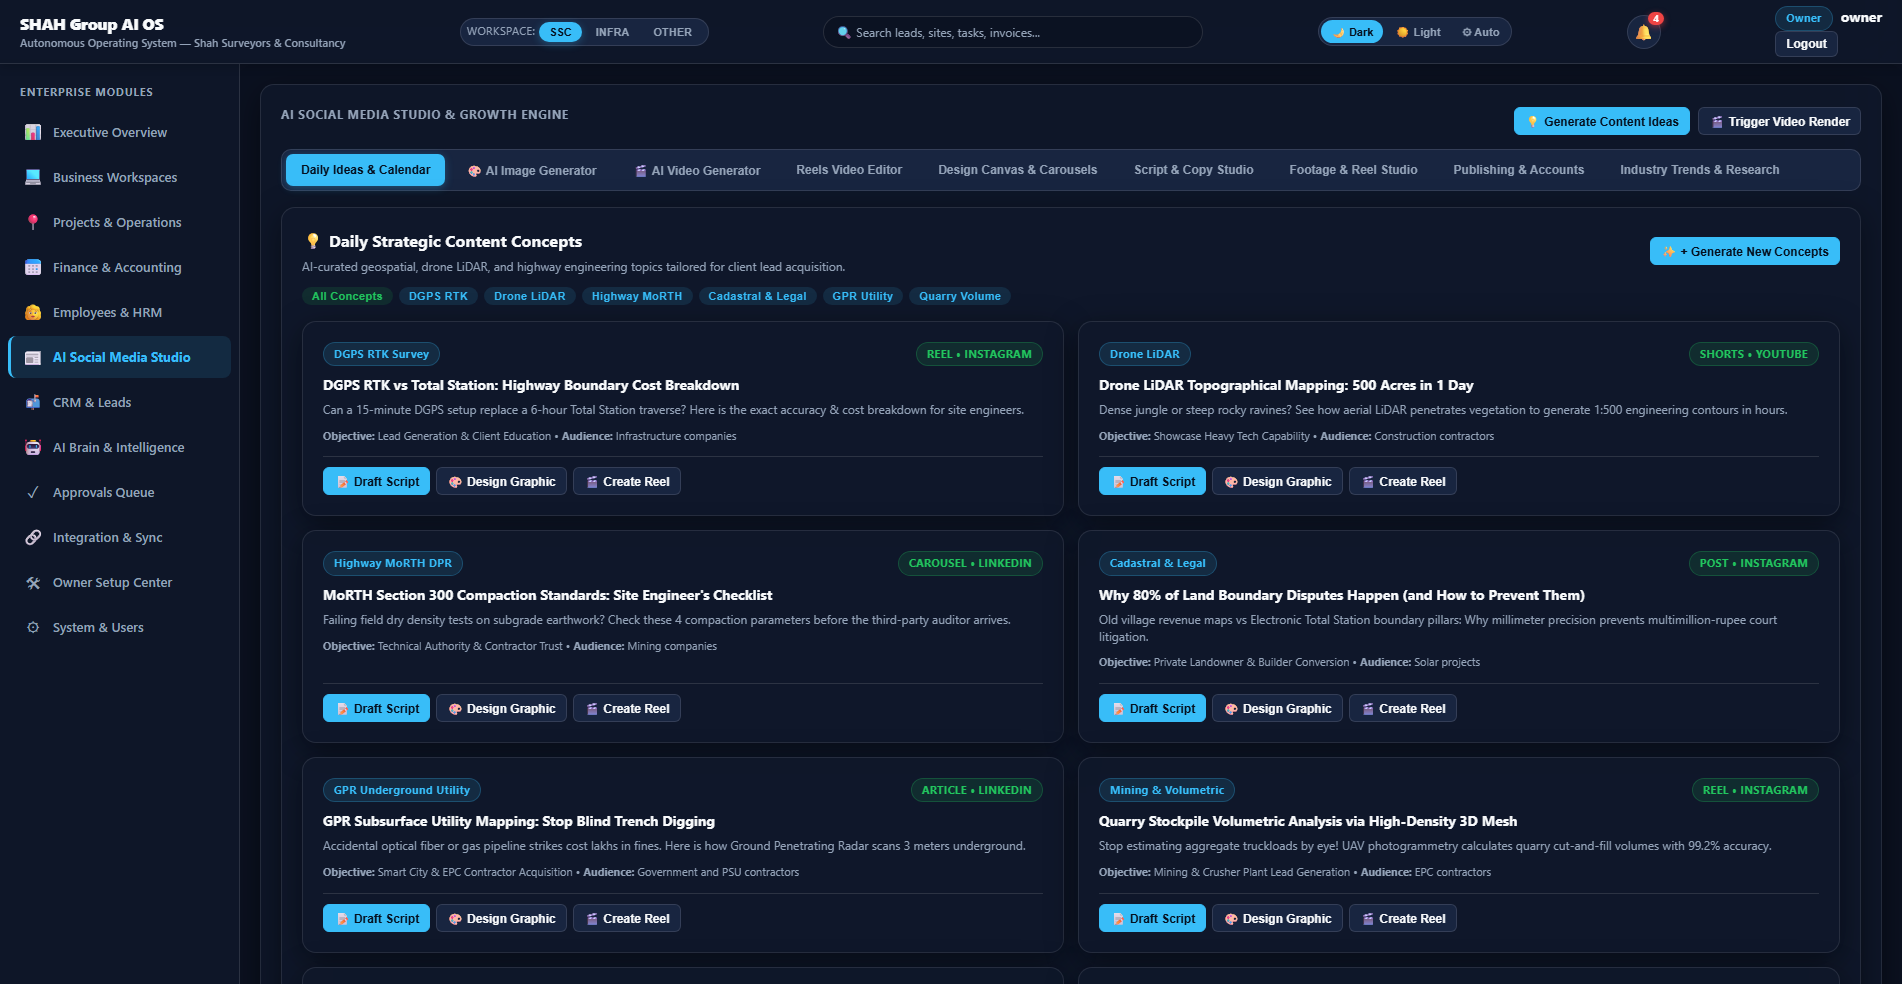 SHAH Group AI OS
Autonomous Operating System — Shah Surveyors & Consultancy
WORKSPACE: SSC INFRA OTHER
Search leads, sites, tasks, invoices...
Dark Light Auto
4
Owner owner
Logout
ENTERPRISE MODULES
Executive Overview
Business Workspaces
Projects & Operations
Finance & Accounting
Employees & HRM
AI Social Media Studio
CRM & Leads
AI Brain & Intelligence
Approvals Queue
Integration & Sync
Owner Setup Center
System & Users
AI SOCIAL MEDIA STUDIO & GROWTH ENGINE
Generate Content Ideas Trigger Video Render
Daily Ideas & Calendar AI Image Generator AI Video Generator Reels Video Editor Design Canvas & Carousels Script & Copy Studio Footage & Reel Studio Publishing & Accounts Industry Trends & Research
Daily Strategic Content Concepts
AI-curated geospatial, drone LiDAR, and highway engineering topics tailored for client lead acquisition.
+ Generate New Concepts
All Concepts DGPS RTK Drone LiDAR Highway MoRTH Cadastral & Legal GPR Utility Quarry Volume
DGPS RTK Survey REEL • INSTAGRAM
DGPS RTK vs Total Station: Highway Boundary Cost Breakdown
Can a 15-minute DGPS setup replace a 6-hour Total Station traverse? Here is the exact accuracy & cost breakdown for site engineers.
Objective: Lead Generation & Client Education • Audience: Infrastructure companies
Draft Script Design Graphic Create Reel
Drone LiDAR SHORTS • YOUTUBE
Drone LiDAR Topographical Mapping: 500 Acres in 1 Day
Dense jungle or steep rocky ravines? See how aerial LiDAR penetrates vegetation to generate 1:500 engineering contours in hours.
Objective: Showcase Heavy Tech Capability • Audience: Construction contractors
Draft Script Design Graphic Create Reel
Highway MoRTH DPR CAROUSEL • LINKEDIN
MoRTH Section 300 Compaction Standards: Site Engineer's Checklist
Failing field dry density tests on subgrade earthwork? Check these 4 compaction parameters before the third-party auditor arrives.
Objective: Technical Authority & Contractor Trust • Audience: Mining companies
Draft Script Design Graphic Create Reel
Cadastral & Legal POST • INSTAGRAM
Why 80% of Land Boundary Disputes Happen (and How to Prevent Them)
Old village revenue maps vs Electronic Total Station boundary pillars: Why millimeter precision prevents multimillion-rupee court
litigation.
Objective: Private Landowner & Builder Conversion • Audience: Solar projects
Draft Script Design Graphic Create Reel
GPR Underground Utility ARTICLE • LINKEDIN
GPR Subsurface Utility Mapping: Stop Blind Trench Digging
Accidental optical fiber or gas pipeline strikes cost lakhs in fines. Here is how Ground Penetrating Radar scans 3 meters underground.
Objective: Smart City & EPC Contractor Acquisition • Audience: Government and PSU contractors
Draft Script Design Graphic Create Reel
Mining & Volumetric REEL • INSTAGRAM
Quarry Stockpile Volumetric Analysis via High-Density 3D Mesh
Stop estimating aggregate truckloads by eye! UAV photogrammetry calculates quarry cut-and-fill volumes with 99.2% accuracy.
Objective: Mining & Crusher Plant Lead Generation • Audience: EPC contractors
Draft Script Design Graphic Create Reel